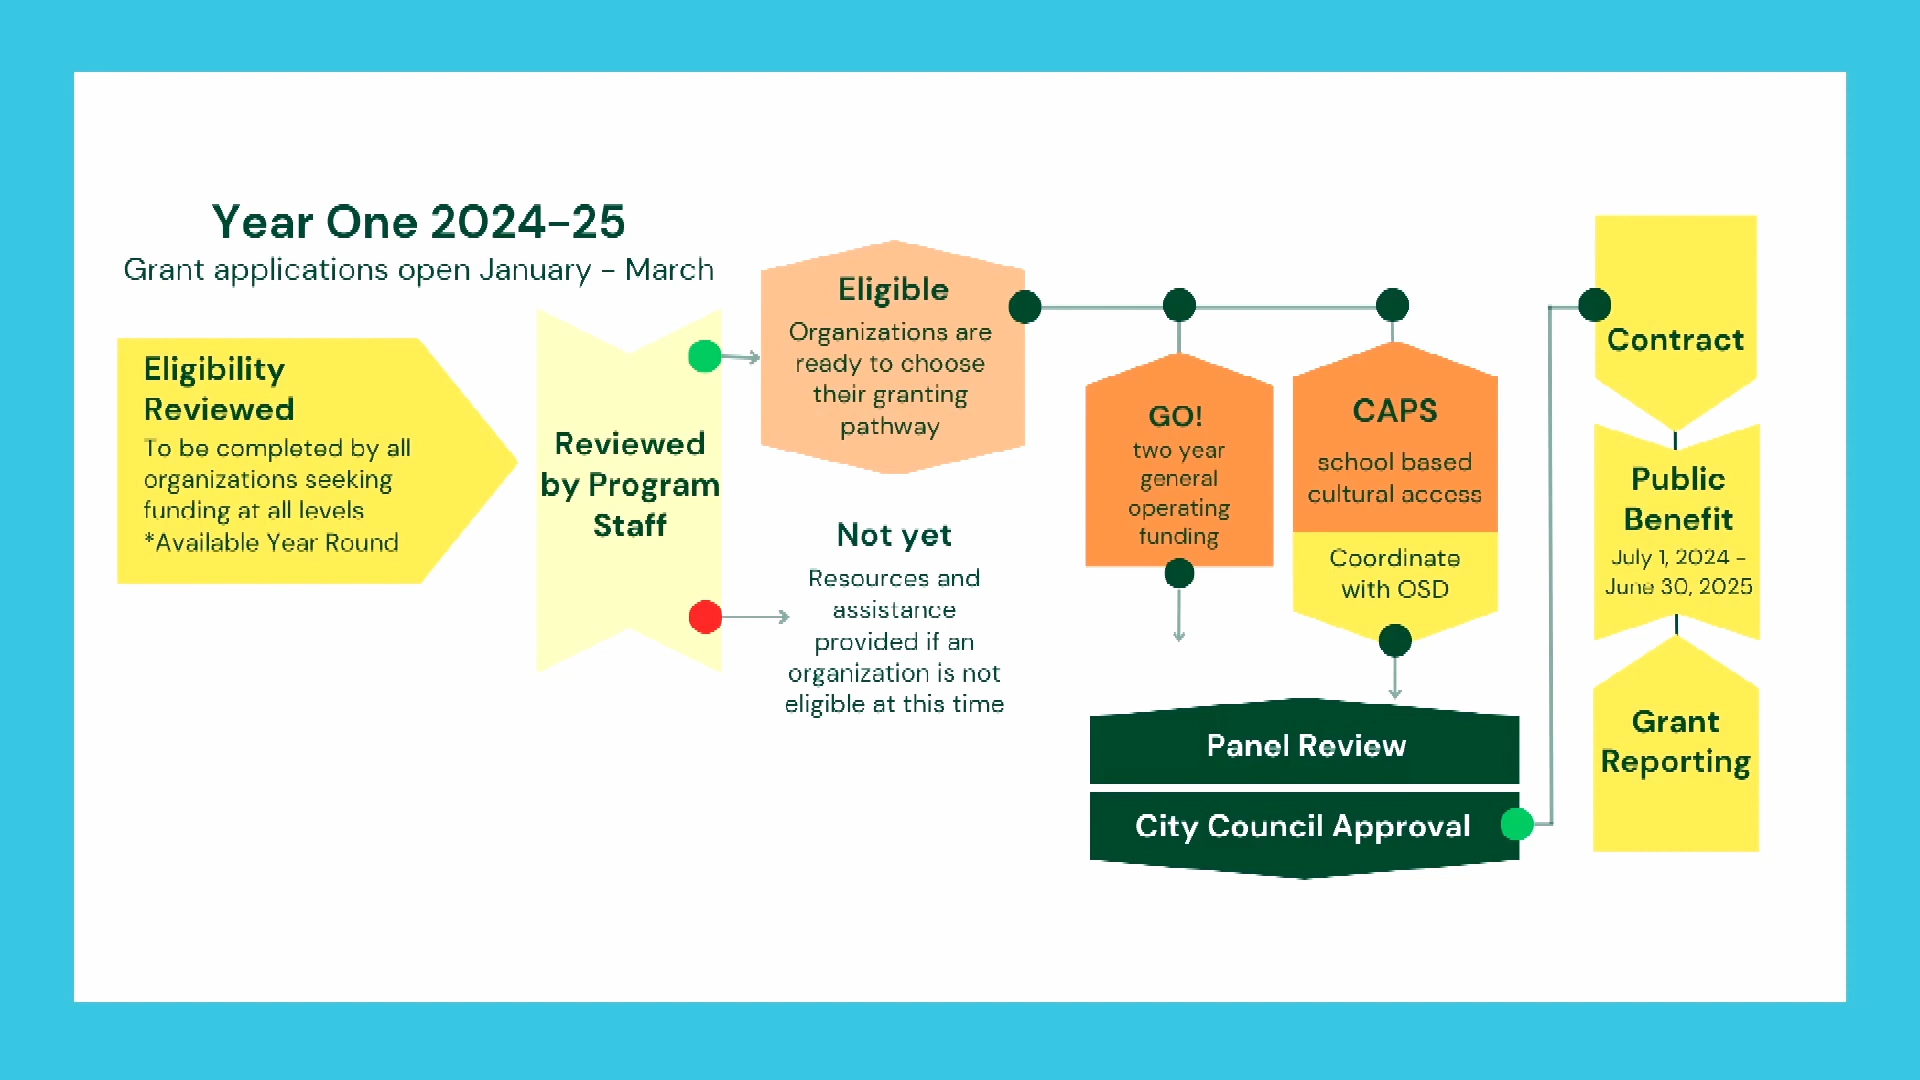 Year One 2024–25
Grant applications open January - March
Eligibility
Reviewed
To be completed by all
organizations seeking
funding at all levels
*Available Year Round
Reviewed
by Program
Staff
Eligible
Organizations are
ready to choose
their granting
pathway
Not yet
Resources and
assistance
provided if an
organization is not
eligible at this time
GO!
two year
general
operating
funding
CAPS
school based
cultural access
Coordinate
with OSD
Panel Review
City Council Approval
Contract
Public
Benefit
July 1, 2024 -
June 30, 2025
Grant
Reporting